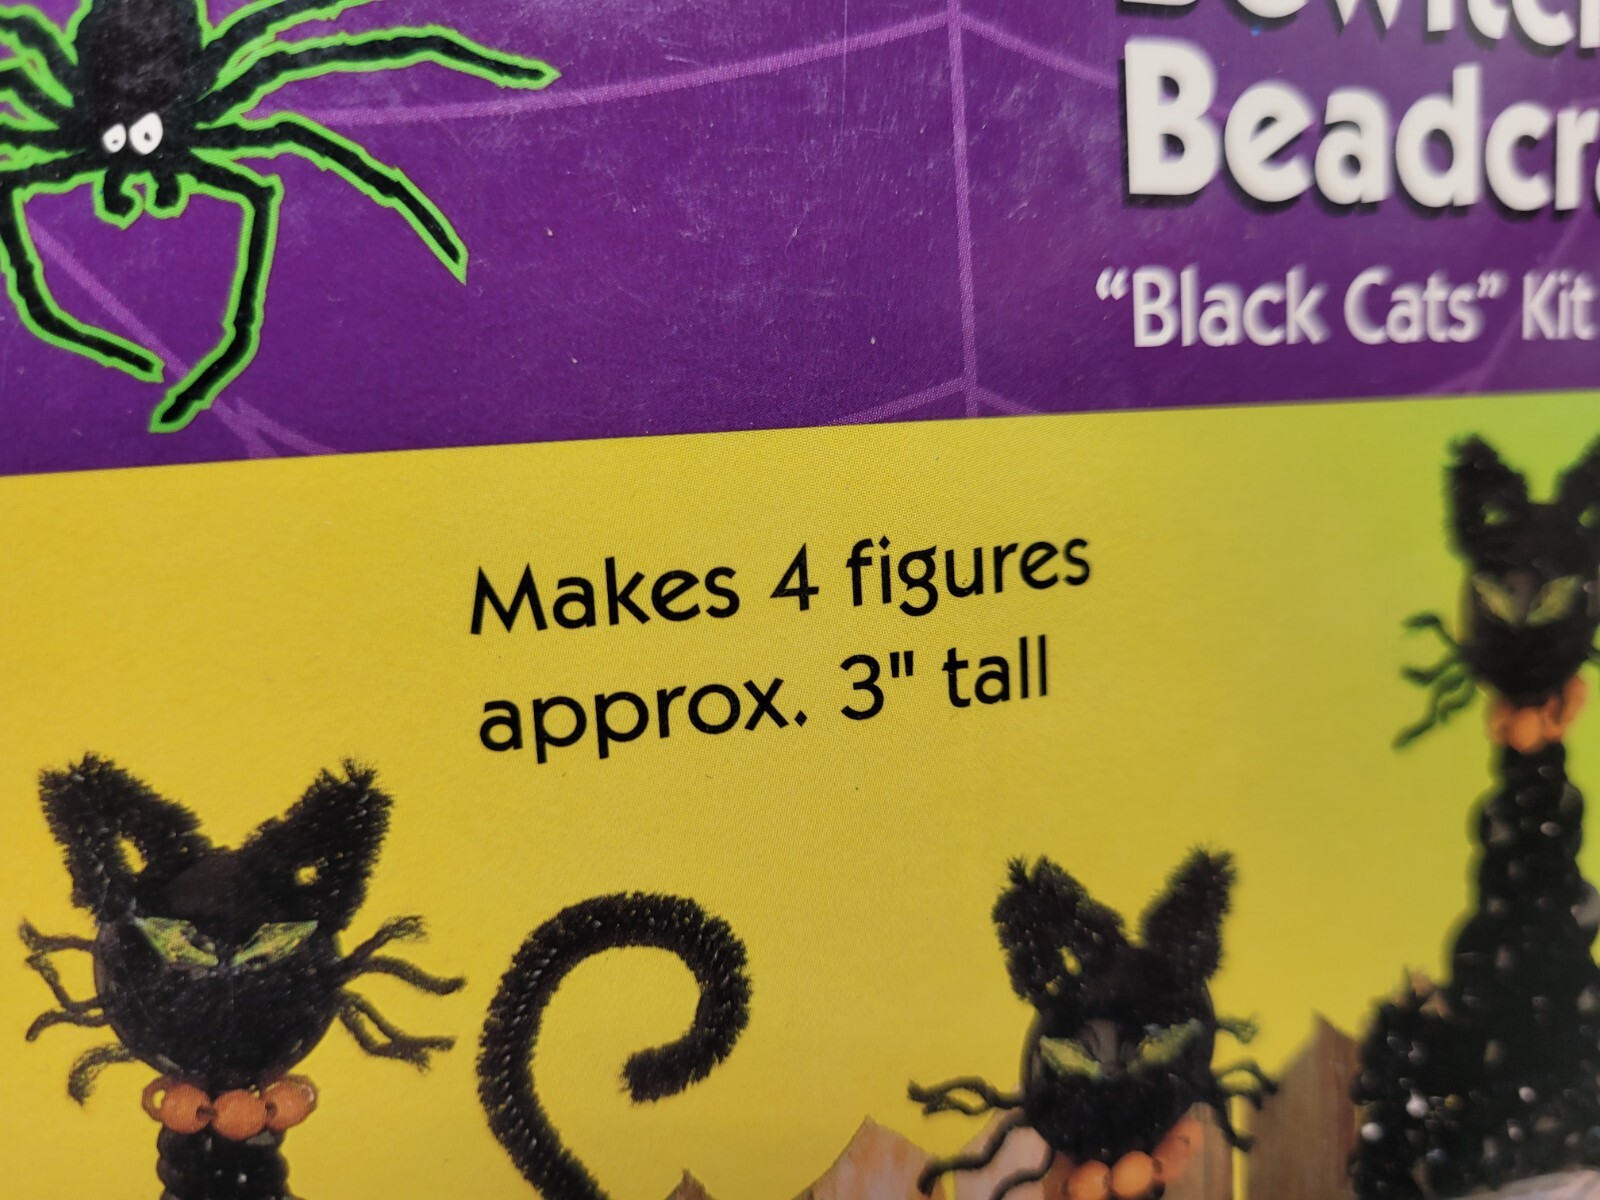 “Black Cats” Kit
Makes 4 figures
approx. 3" tall